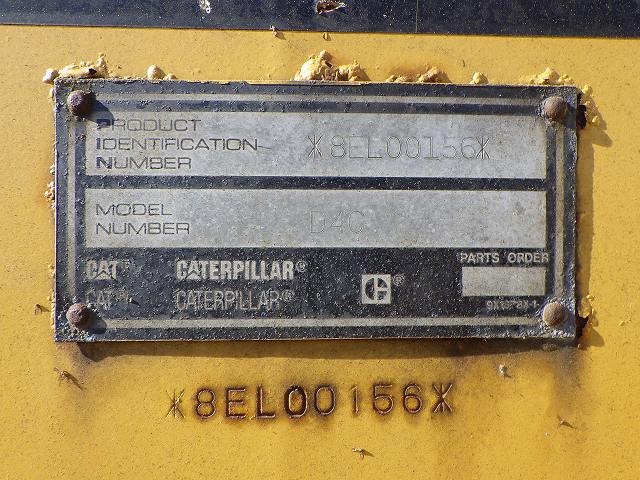 PRODUCT
IDENTIFICATION
NUMBER
*8EL00156*
MODEL
NUMBER
D4C
CAT® CATERPILLAR®
CAT® CATERPILLAR®
C ®
PARTS ORDER
*8EL00156*